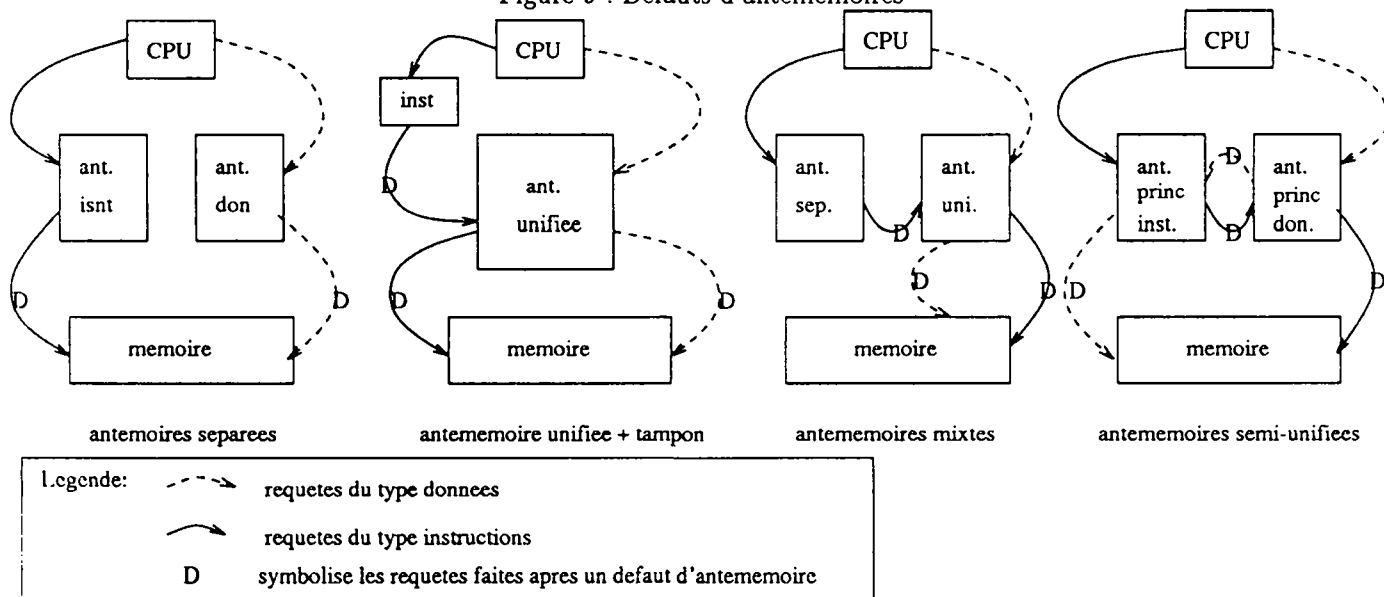 Figure 9 : Defauts d'antememoires
CPU
ant.
isnt
ant.
don
D
D
memoire
antemoires separees
CPU
inst
D
ant.
unifiee
D
D
memoire
antememoire unifiee + tampon
CPU
ant.
sep.
D
ant.
uni.
D
D
memoire
antememoires mixtes
CPU
ant.
princ
inst.
D
D
ant.
princ
don.
D
D
memoire
antememoires semi-unifiees
Legende:
requetes du type donnees
requetes du type instructions
D symbolise les requetes faites apres un defaut d'antememoire